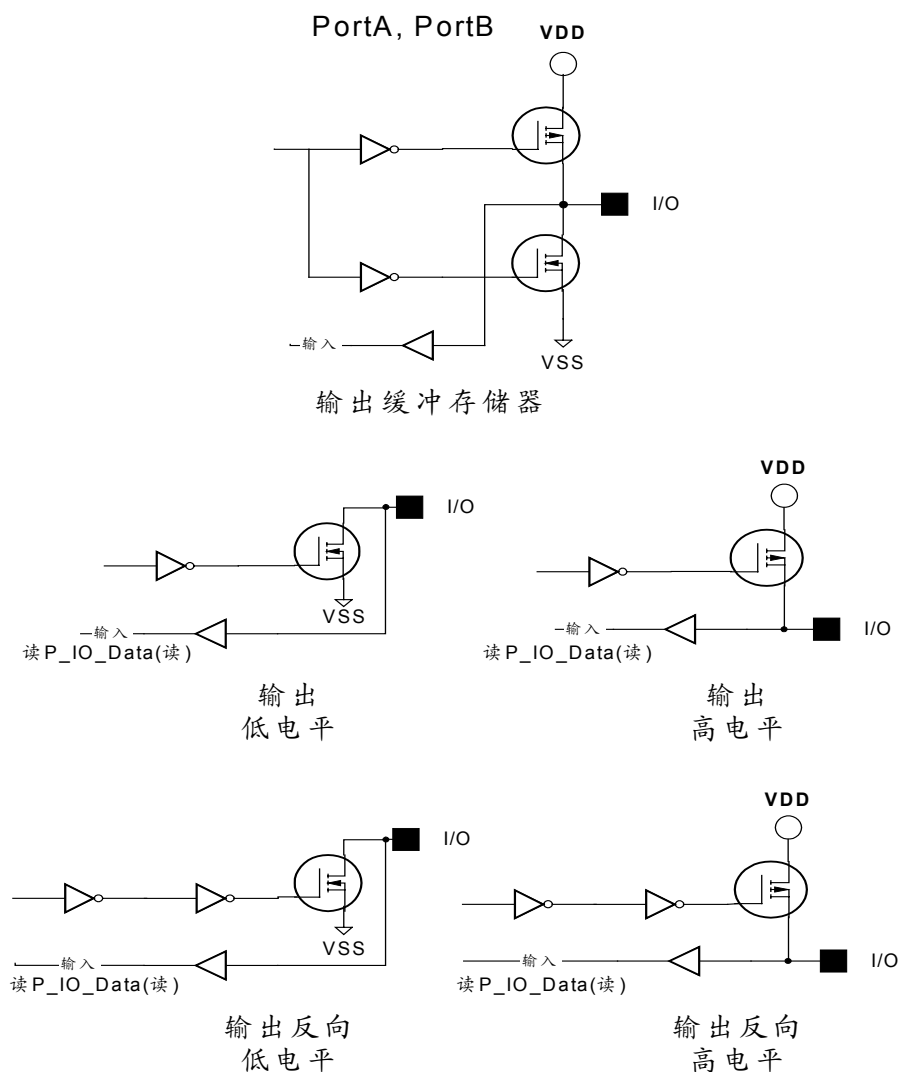 PortA, PortB
VDD
I/O
输入
VSS
输出缓冲存储器
I/O
VSS
输入
读P_IO_Data(读)
输出
低电平
VDD
输入
I/O
读P_IO_Data(读)
输出
高电平
I/O
VSS
输入
读P_IO_Data(读)
输出反向
低电平
VDD
输入
I/O
读P_IO_Data(读)
输出反向
高电平